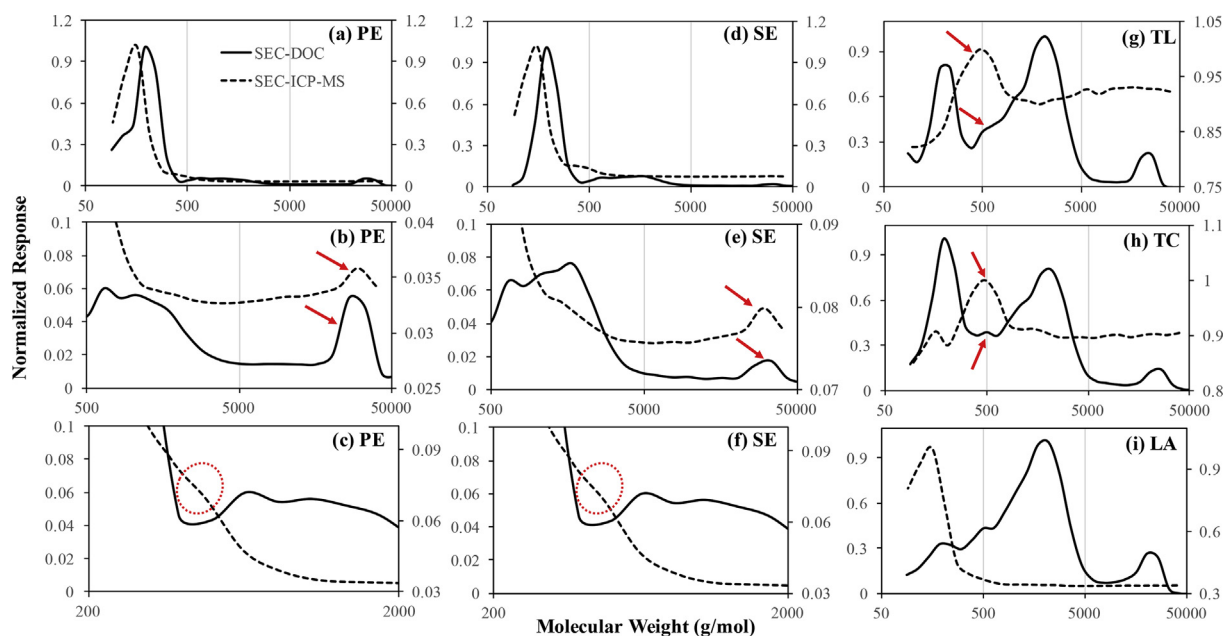 1.2 1.2 1.2 1.2 1.05
(a) PE (d) SE (g) TL
SEC-DOC
SEC-ICP-MS
0.9 0.9 0.9 0.9 0.9 1.00
0.95
0.6 0.6 0.6 0.6 0.6
0.90
0.3 0.3 0.3 0.3 0.3 0.85
0.80
0 0 0 0 0 0.75
50 500 5000 50000 50 500 5000 50000 50 500 5000 50000
0.1 0.04 0.1 0.09 1.1
(b) PE (e) SE (h) TC
0.08 0.08 0.9
0.035 0.08 1
0.06 0.06 0.6
0.04 0.03 0.04 0.9
0.02 0.02 0.3
0 0.025 0 0.07 0 0.8
500 5000 50000 500 5000 50000 50 500 5000 50000
0.1 0.1
(c) PE (f) SE (i) LA
0.08 0.09 0.08 0.09 0.9 1.0
0.06 0.06 0.06 0.06 0.6 0.8
0.04 0.04
0.02 0.02 0.3 0.5
0 0.03 0 0.03 0 0.3
200 2000 200 2000 50 500 5000 50000
Normalized Response
Molecular Weight (g/mol)